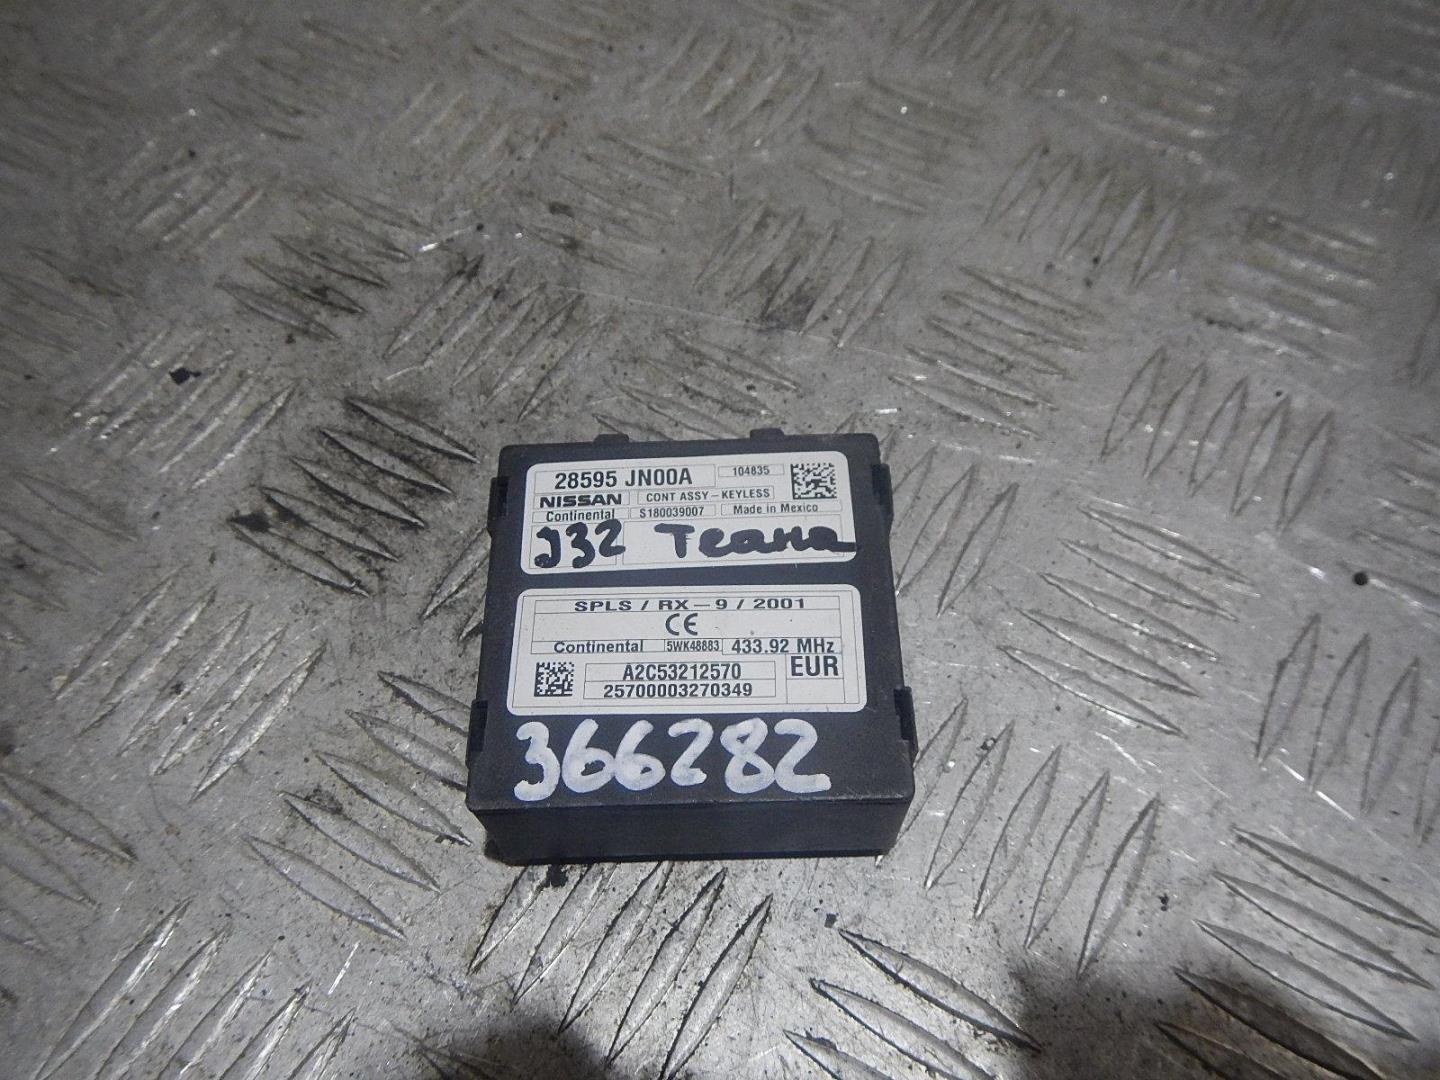 28595 JN00A 104835
NISSAN CONT ASSY - KEYLESS
Continental S180039007 Made in Mexico
J32 Теана
SPLS / RX - 9 / 2001
CE
Continental 5WK48883 433.92 MHz
A2C53212570 EUR
25700003270349
366282